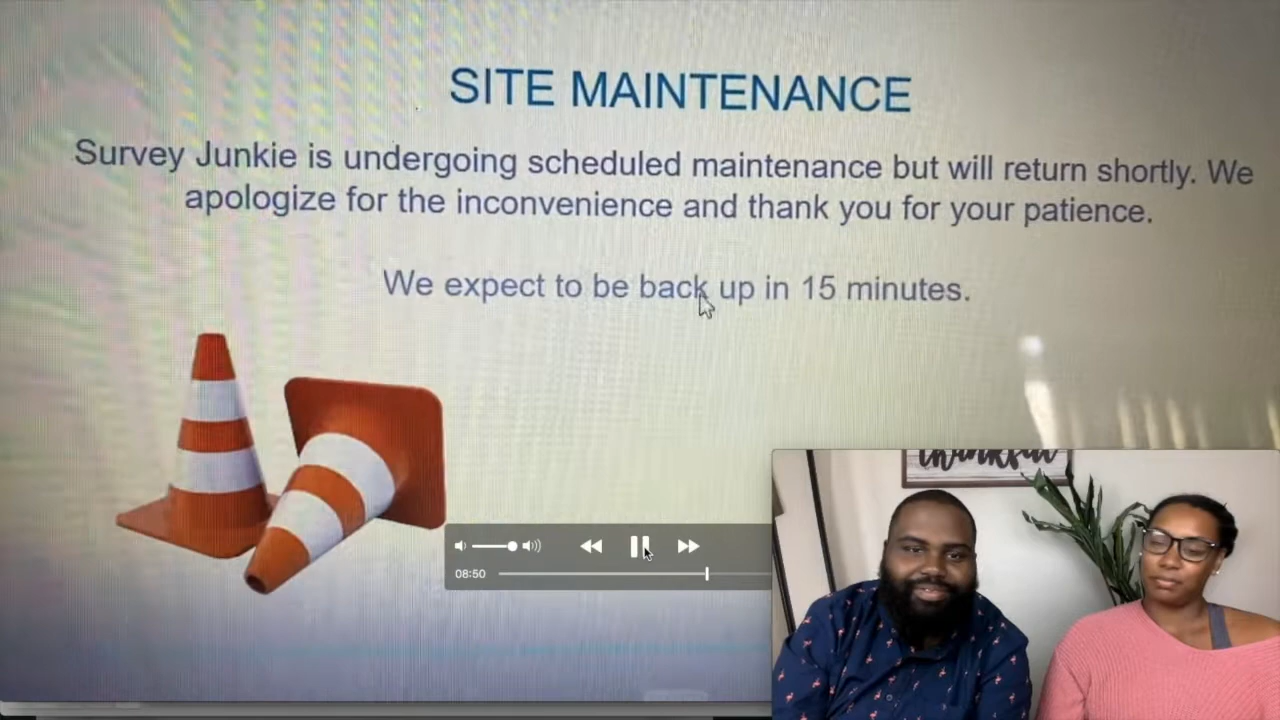 SITE MAINTENANCE
Survey Junkie is undergoing scheduled maintenance but will return shortly. We
apologize for the inconvenience and thank you for your patience.
We expect to be back up in 15 minutes.
thankful
08:50